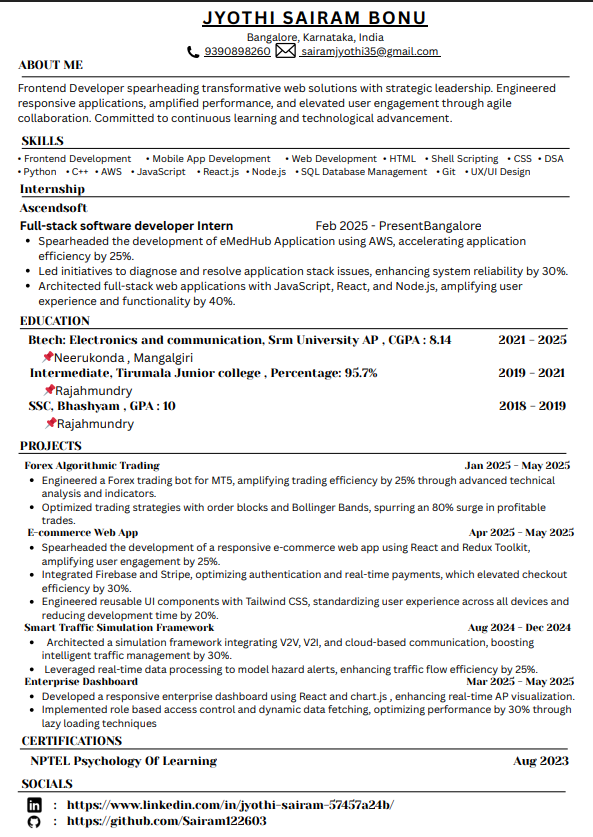 JYOTHI SAIRAM BONU
Bangalore, Karnataka, India
9390898260 sairamjyothi35@gmail.com
ABOUT ME
Frontend Developer spearheading transformative web solutions with strategic leadership. Engineered
responsive applications, amplified performance, and elevated user engagement through agile
collaboration. Committed to continuous learning and technological advancement.
SKILLS
• Frontend Development • Mobile App Development • Web Development • HTML • Shell Scripting • CSS • DSA
• Python • C++ • AWS • JavaScript • React.js • Node.js • SQL Database Management • Git • UX/UI Design
Internship
Ascendsoft
Full-stack software developer Intern Feb 2025 - PresentBangalore
• Spearheaded the development of eMedHub Application using AWS, accelerating application
efficiency by 25%.
• Led initiatives to diagnose and resolve application stack issues, enhancing system reliability by 30%.
• Architected full-stack web applications with JavaScript, React, and Node.js, amplifying user
experience and functionality by 40%.
EDUCATION
Btech: Electronics and communication, Srm University AP , CGPA : 8.14 2021 - 2025
📌Neerukonda , Mangalgiri
Intermediate, Tirumala Junior college , Percentage: 95.7% 2019 - 2021
📌Rajahmundry
SSC, Bhashyam , GPA : 10 2018 - 2019
📌Rajahmundry
PROJECTS
Forex Algorithmic Trading Jan 2025 - May 2025
• Engineered a Forex trading bot for MT5, amplifying trading efficiency by 25% through advanced technical
analysis and indicators.
• Optimized trading strategies with order blocks and Bollinger Bands, spurring an 80% surge in profitable
trades.
E-commerce Web App Apr 2025 - May 2025
• Spearheaded the development of a responsive e-commerce web app using React and Redux Toolkit,
amplifying user engagement by 25%.
• Integrated Firebase and Stripe, optimizing authentication and real-time payments, which elevated checkout
efficiency by 30%.
• Engineered reusable UI components with Tailwind CSS, standardizing user experience across all devices and
reducing development time by 20%.
Smart Traffic Simulation Framework Aug 2024 - Dec 2024
• Architected a simulation framework integrating V2V, V2I, and cloud-based communication, boosting
intelligent traffic management by 30%.
• Leveraged real-time data processing to model hazard alerts, enhancing traffic flow efficiency by 25%.
Enterprise Dashboard Mar 2025 - May 2025
• Developed a responsive enterprise dashboard using React and chart.js , enhancing real-time AP visualization.
• Implemented role based access control and dynamic data fetching, optimizing performance by 30% through
lazy loading techniques
CERTIFICATIONS
NPTEL Psychology Of Learning Aug 2023
SOCIALS
in : https://www.linkedin.com/in/jyothi-sairam-57457a24b/
: https://github.com/Sairam122603